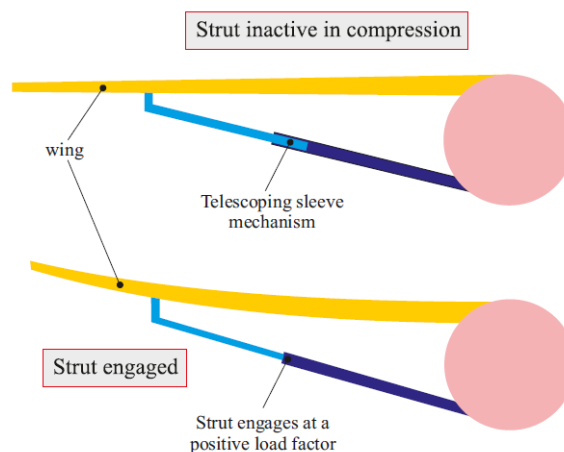 Strut inactive in compression
wing
Telescoping sleeve
mechanism
Strut engaged
Strut engages at a
positive load factor